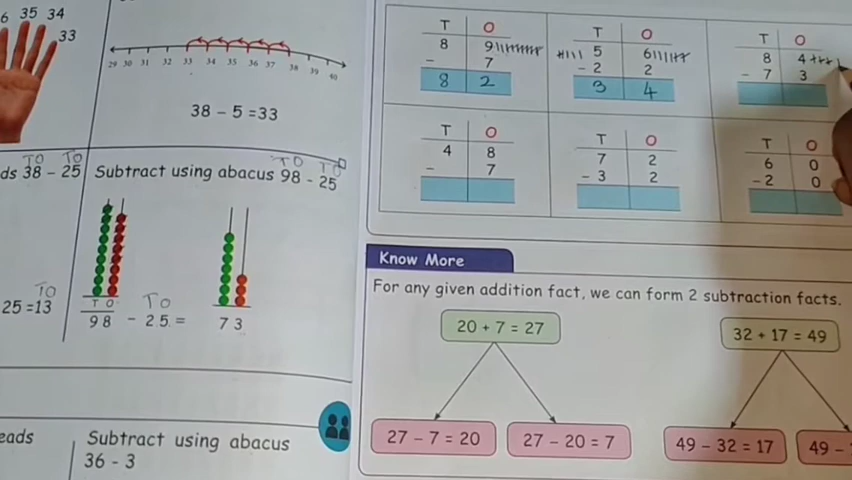 6 35 34
33
29 30 31 32 33 34 35 36 37 38 39 40
38 - 5 = 33
TO TO
ds 38 - 25
25 = 13
TO
Subtract using abacus 98 - 25
TO TO
T O
98 - 25 = 73
TO
eads
Subtract using abacus
36 - 3
T O
8 9
- 7
8 2
T O
5 6
- 2 2
3 4
T O
8 4
- 7 3
T O
4 8
- 7
T O
7 2
- 3 2
T O
6 0
- 2 0
Know More
For any given addition fact, we can form 2 subtraction facts.
20 + 7 = 27
27 - 7 = 20
27 - 20 = 7
32 + 17 = 49
49 - 32 = 17
49 -